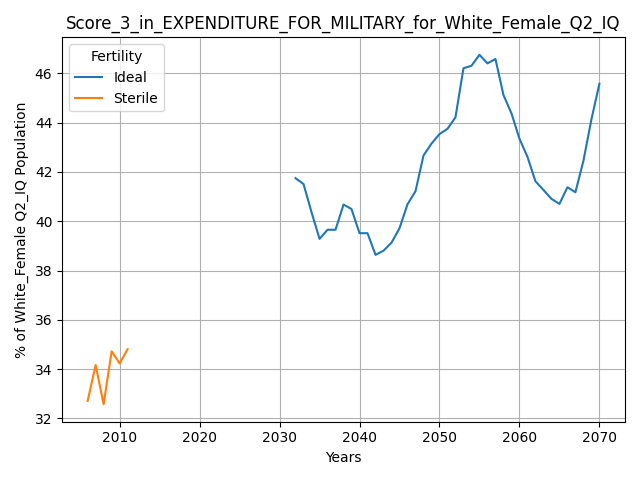 Score_3_in_EXPENDITURE_FOR_MILITARY_for_White_Female_Q2_IQ
Fertility
Ideal
Sterile
% of White_Female Q2_IQ Population
46
44
42
40
38
36
34
32
2010
2020
2030
2040
2050
2060
2070
Years